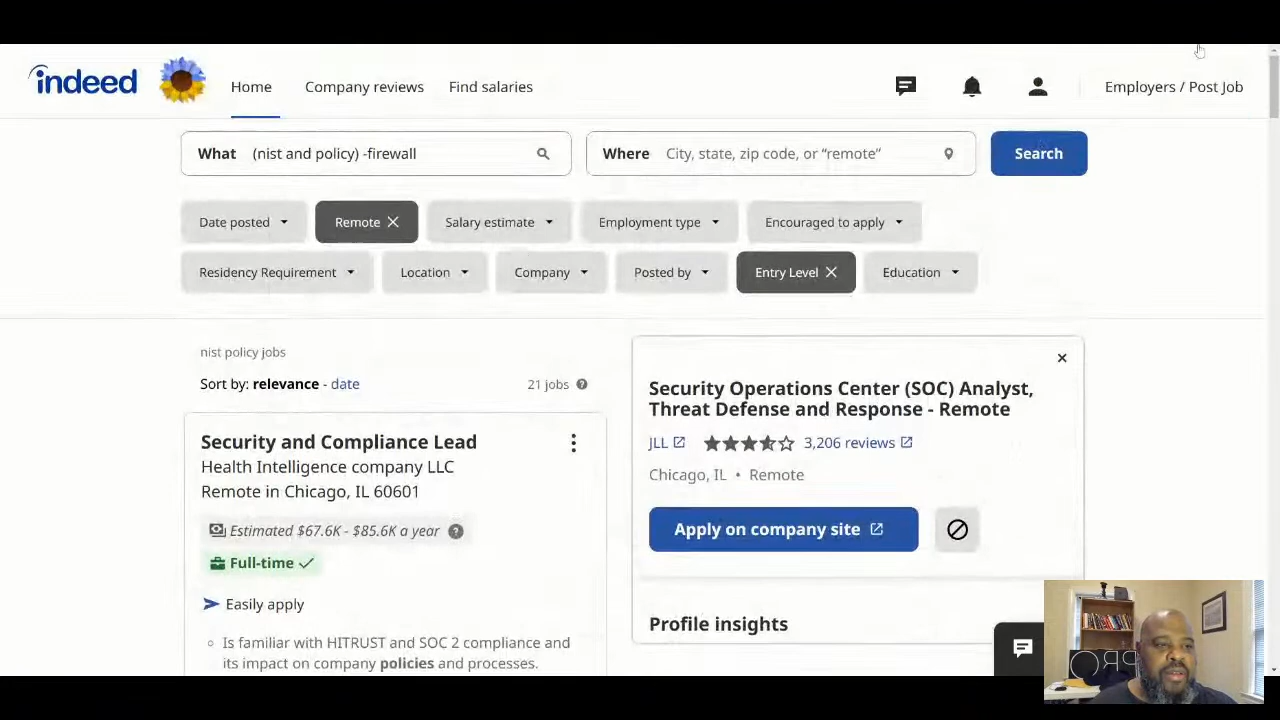 indeed
Home
Company reviews
Find salaries
Employers / Post Job
What (nist and policy) -firewall
Where City, state, zip code, or “remote”
Search
Date posted
Remote
Salary estimate
Employment type
Encouraged to apply
Residency Requirement
Location
Company
Posted by
Entry Level
Education
nist policy jobs
Sort by: relevance - date
21 jobs
Security and Compliance Lead
Health Intelligence company LLC
Remote in Chicago, IL 60601
Estimated $67.6K - $85.6K a year
Full-time
Easily apply
Is familiar with HITRUST and SOC 2 compliance and
its impact on company policies and processes.
Security Operations Center (SOC) Analyst,
Threat Defense and Response - Remote
JLL
3,206 reviews
Chicago, IL • Remote
Apply on company site
Profile insights